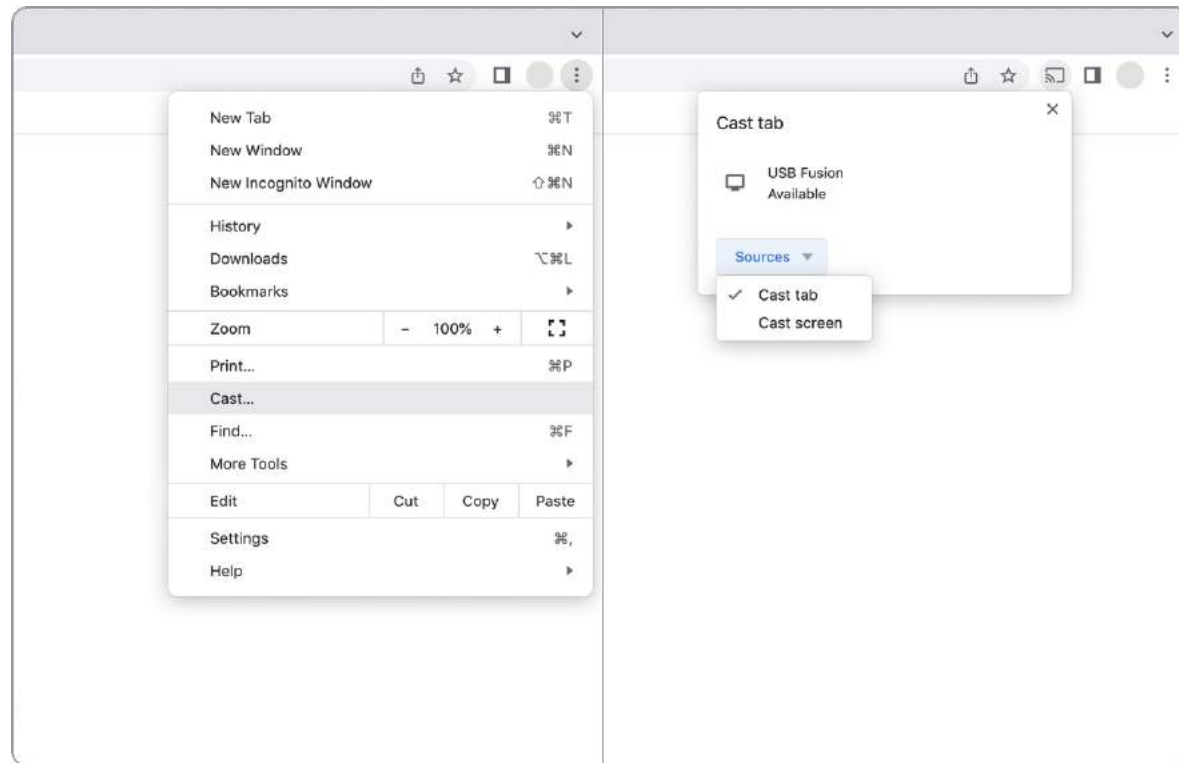 New Tab ⌘T
New Window ⌘N
New Incognito Window ⇧⌘N
History
Downloads ⌥⌘L
Bookmarks
Zoom - 100% +
Print... ⌘P
Cast...
Find... ⌘F
More Tools
Edit Cut Copy Paste
Settings ⌘,
Help
Cast tab
USB Fusion
Available
Sources
Cast tab
Cast screen